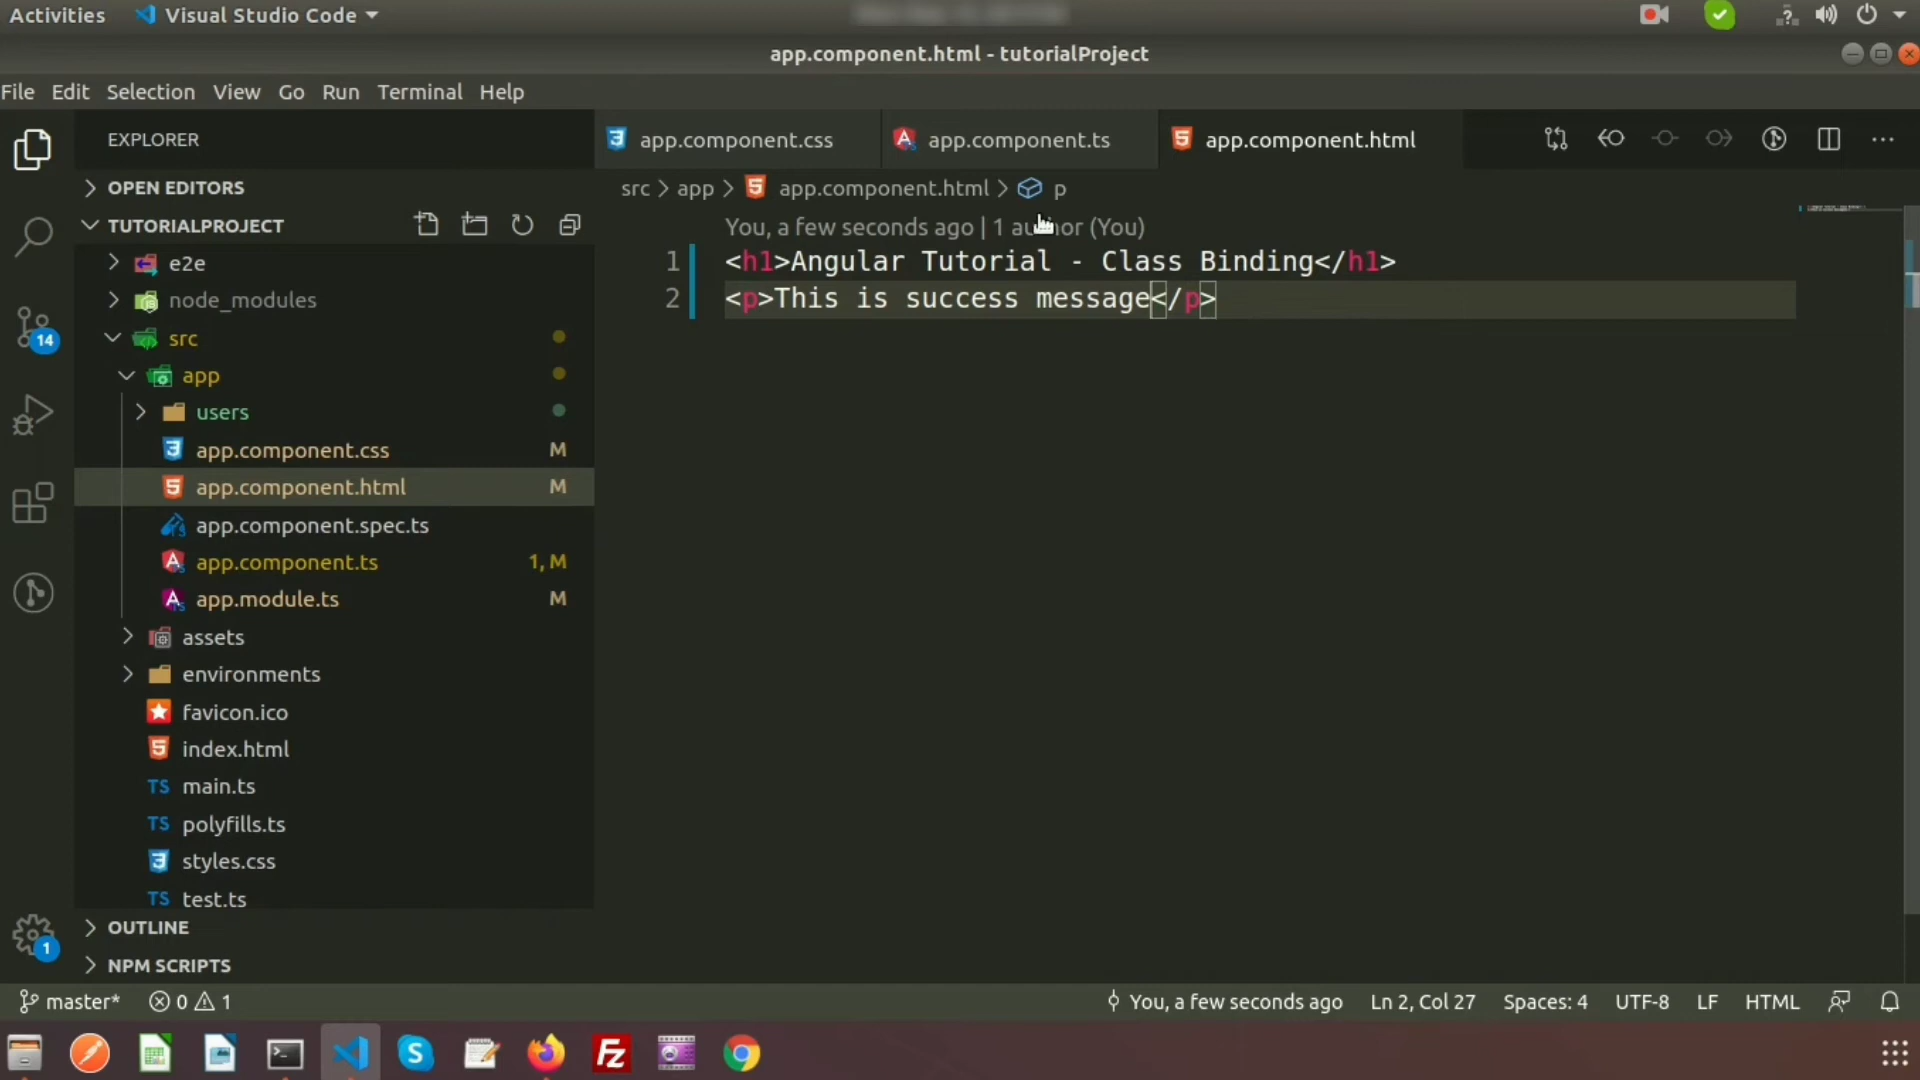 Activities Visual Studio Code
app.component.html - tutorialProject
File Edit Selection View Go Run Terminal Help
EXPLORER
app.component.css app.component.ts app.component.html
OPEN EDITORS
src > app > app.component.html > p
TUTORIALPROJECT
You, a few seconds ago | 1 author (You)
1 <h1>Angular Tutorial - Class Binding</h1>
2 <p>This is success message</p>
e2e
node_modules
src
app
users
app.component.css M
app.component.html M
app.component.spec.ts
app.component.ts 1, M
app.module.ts M
assets
environments
favicon.ico
index.html
TS main.ts
TS polyfills.ts
styles.css
TS test.ts
14
1
OUTLINE
NPM SCRIPTS
master* 0 1 You, a few seconds ago Ln 2, Col 27 Spaces: 4 UTF-8 LF HTML